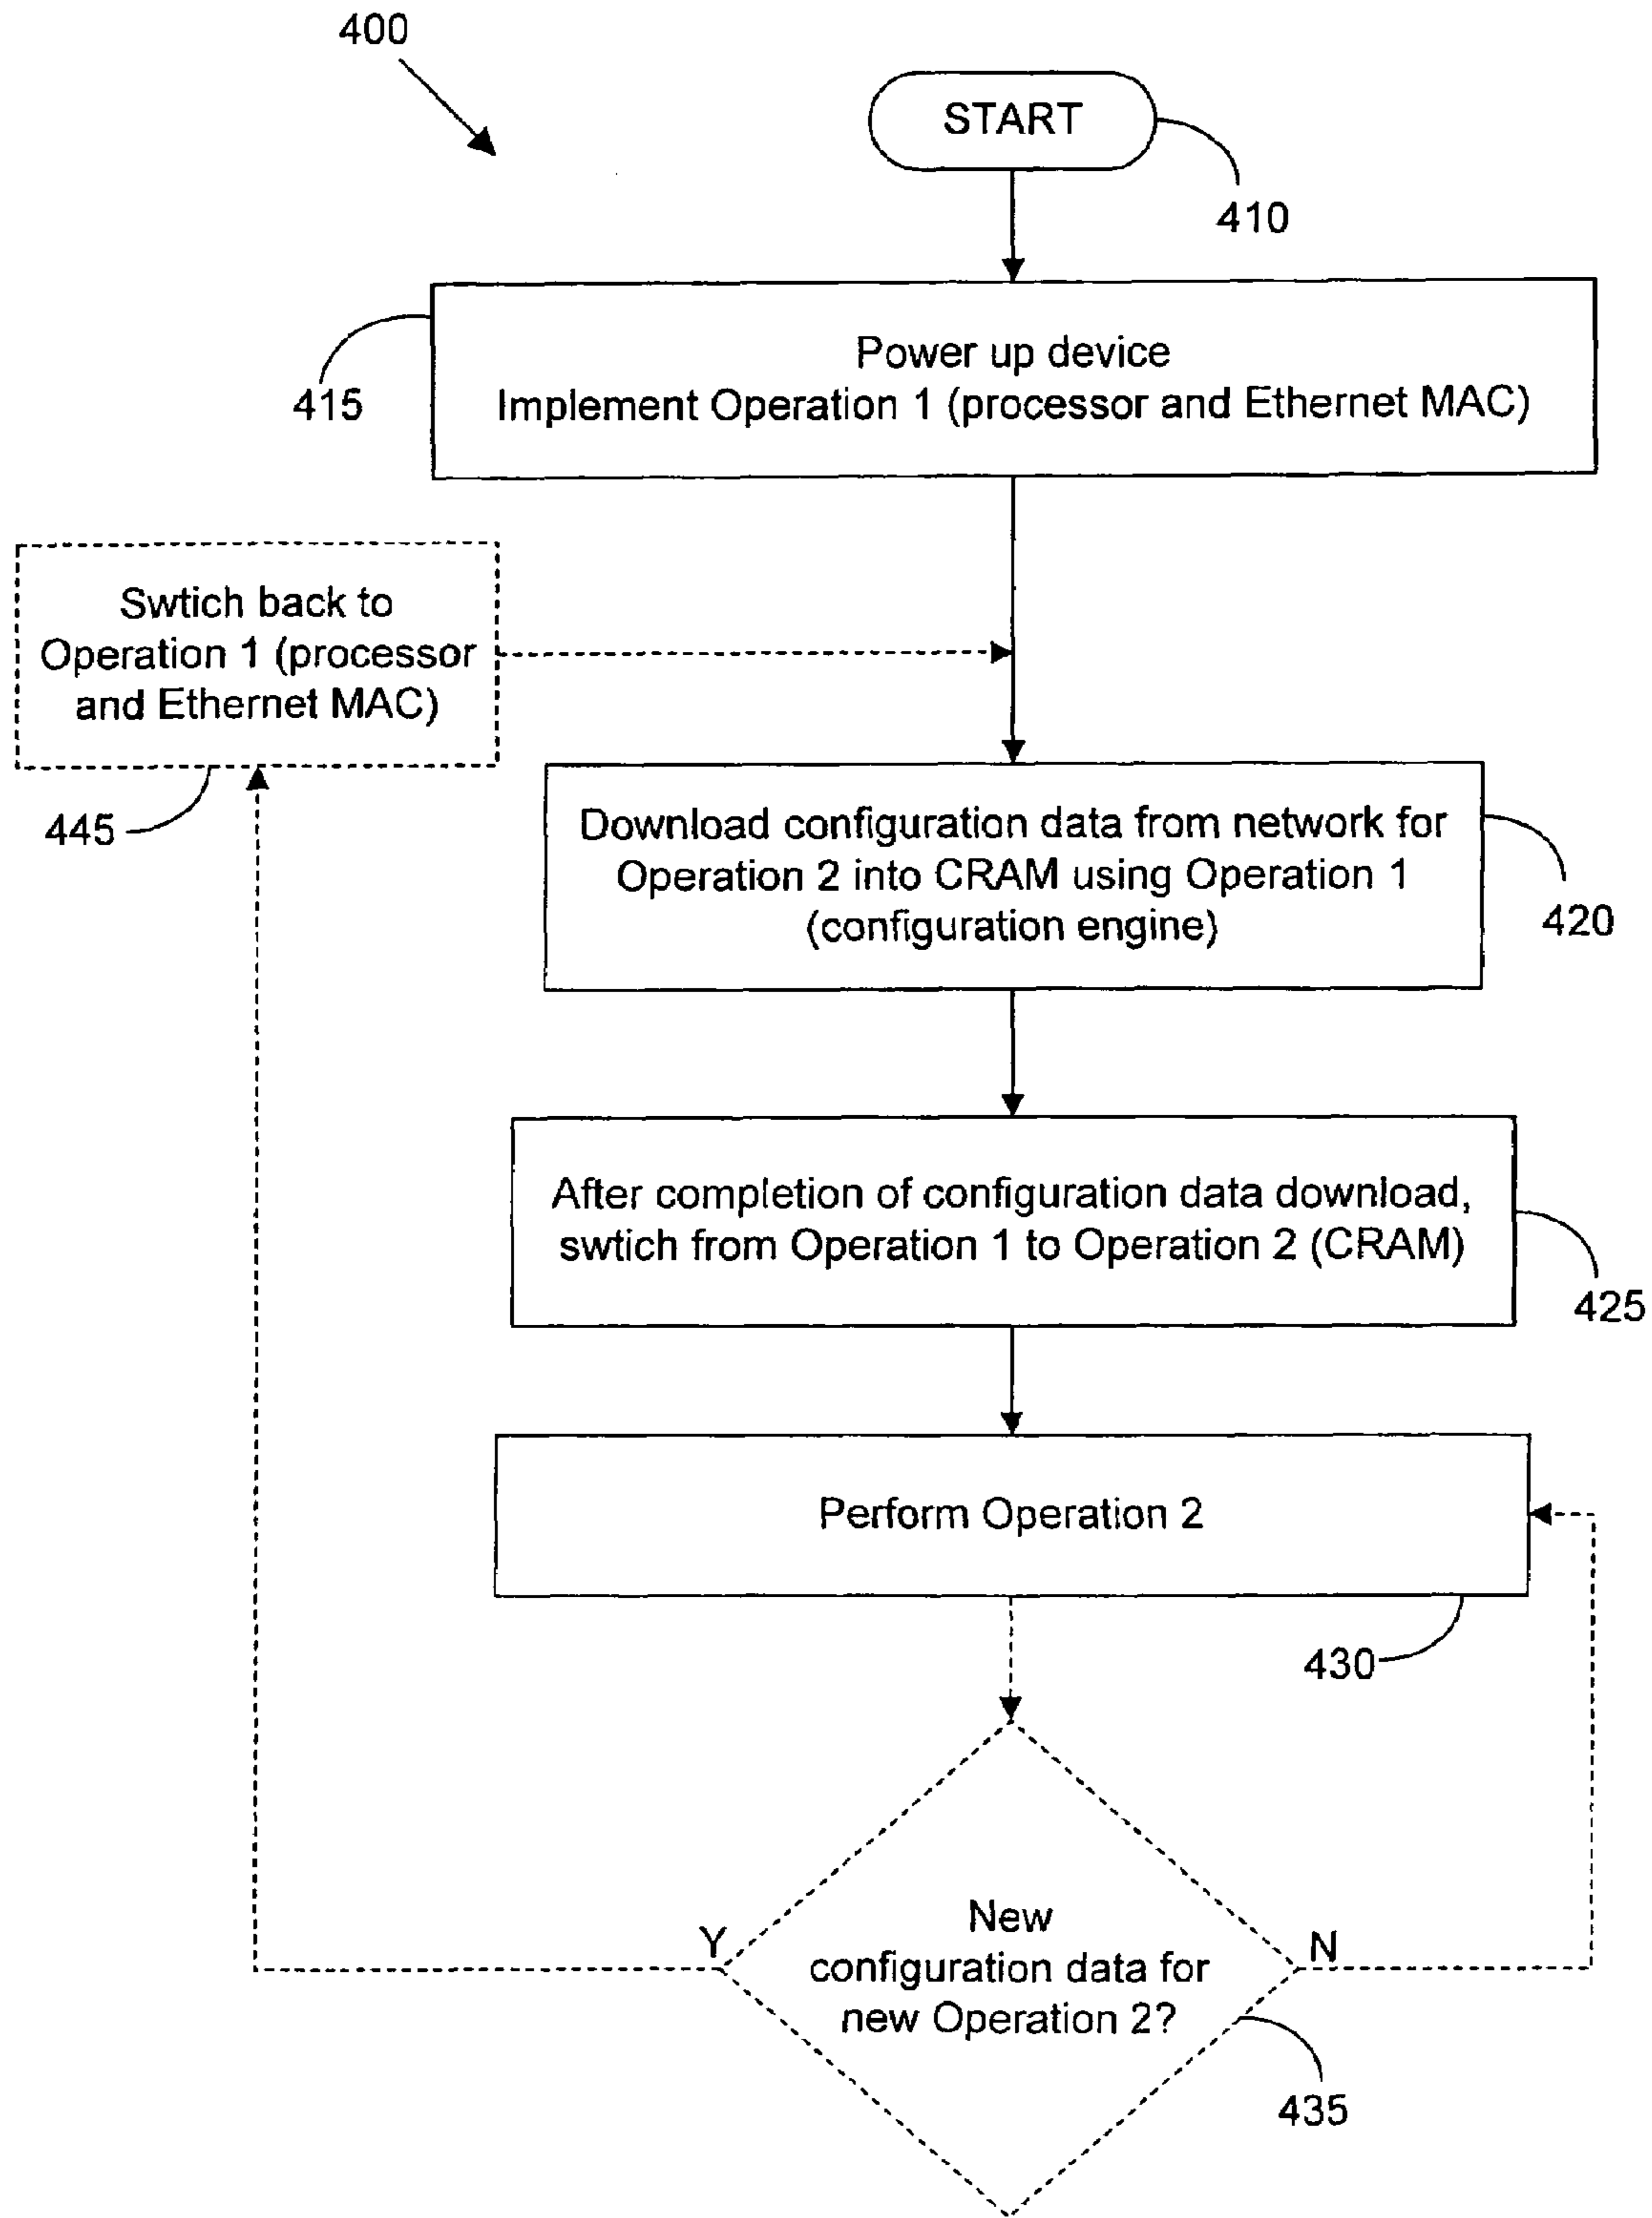 400
START
410
Power up device
Implement Operation 1 (processor and Ethernet MAC)
415
Swtich back to
Operation 1 (processor
and Ethernet MAC)
445
Download configuration data from network for
Operation 2 into CRAM using Operation 1
(configuration engine)
420
After completion of configuration data download,
swtich from Operation 1 to Operation 2 (CRAM)
425
Perform Operation 2
430
New
configuration data for
new Operation 2?
Y
N
435